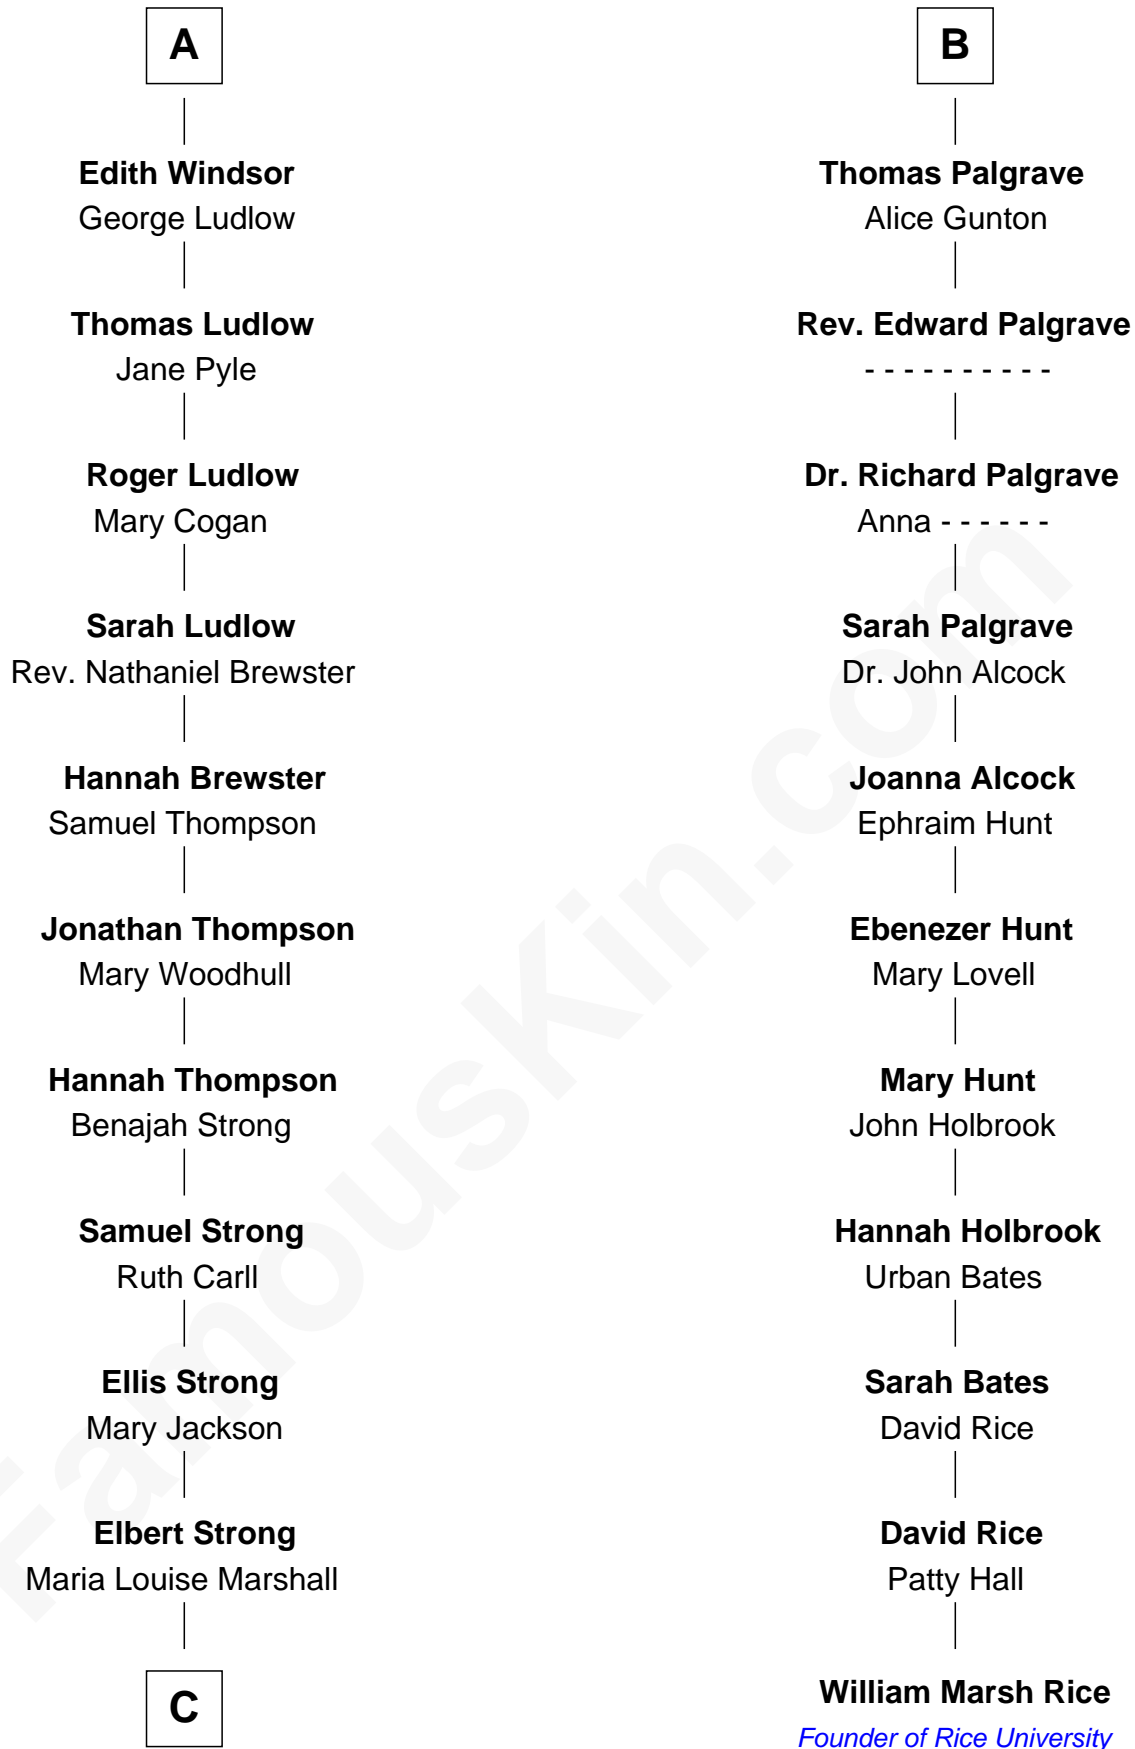 A
Edith Windsor
George Ludlow
Thomas Ludlow
Jane Pyle
Roger Ludlow
Mary Cogan
Sarah Ludlow
Rev. Nathaniel Brewster
Hannah Brewster
Samuel Thompson
Jonathan Thompson
Mary Woodhull
Hannah Thompson
Benajah Strong
Samuel Strong
Ruth Carll
Ellis Strong
Mary Jackson
Elbert Strong
Maria Louise Marshall
C
B
Thomas Palgrave
Alice Gunton
Rev. Edward Palgrave
- - - - - - - - - -
Dr. Richard Palgrave
Anna - - - - - -
Sarah Palgrave
Dr. John Alcock
Joanna Alcock
Ephraim Hunt
Ebenezer Hunt
Mary Lovell
Mary Hunt
John Holbrook
Hannah Holbrook
Urban Bates
Sarah Bates
David Rice
David Rice
Patty Hall
William Marsh Rice
Founder of Rice University
FamousKin.com